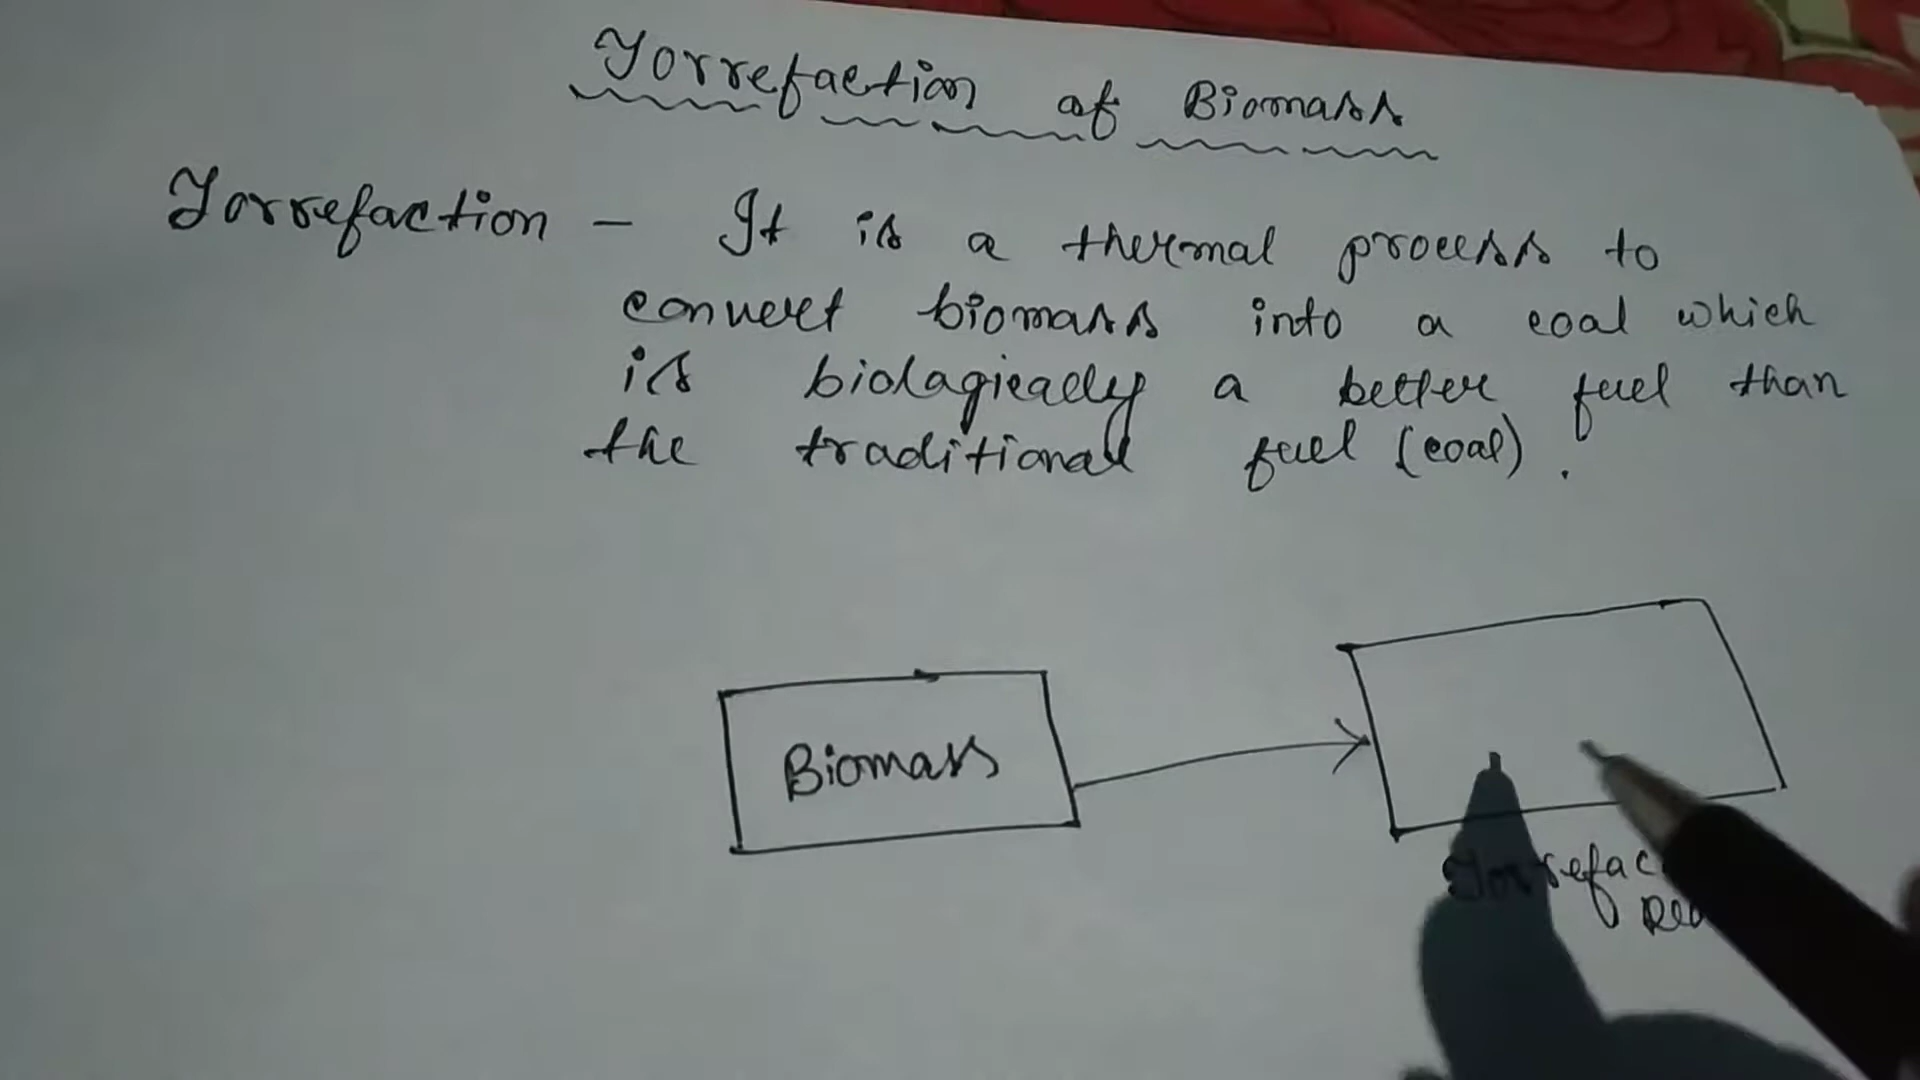 Torrefaction of Biomass
Torrefaction - It is a thermal process to
convert biomass into a coal which
is biologically a better fuel than
the traditional fuel (coal).
Biomass